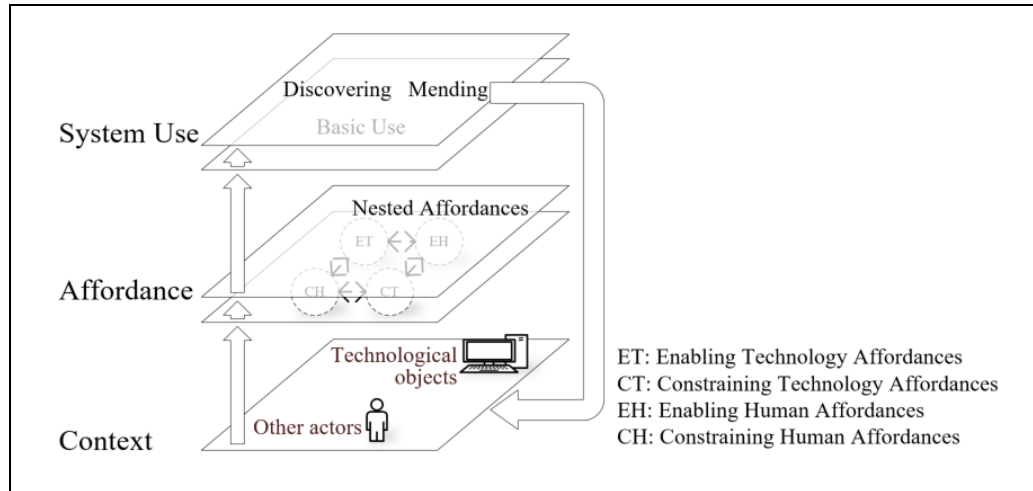 Discovering Mending
Basic Use
System Use
Nested Affordances
ET
EH
CH
CT
Affordance
Technological
objects
Other actors
Context
ET: Enabling Technology Affordances
CT: Constraining Technology Affordances
EH: Enabling Human Affordances
CH: Constraining Human Affordances